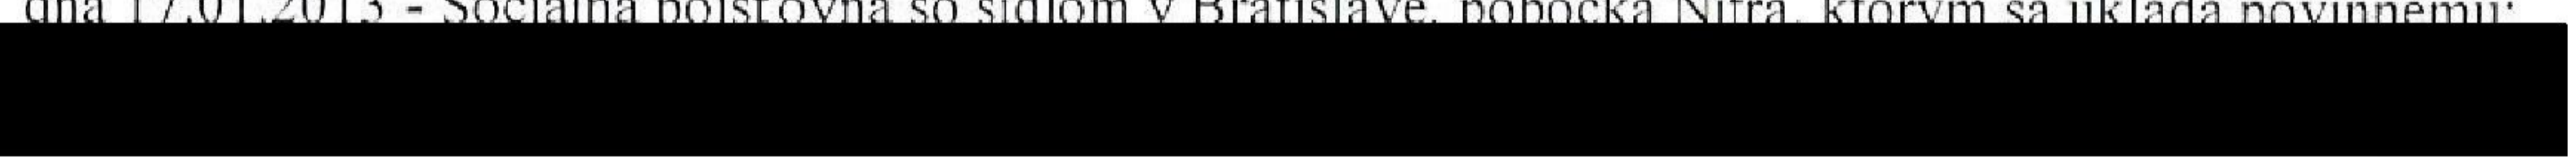 dňa 17.01.2013 - Sociálna poisťovňa so sídlom v Bratislave, pobočka Nitra, ktorým sa ukladá povinnému: